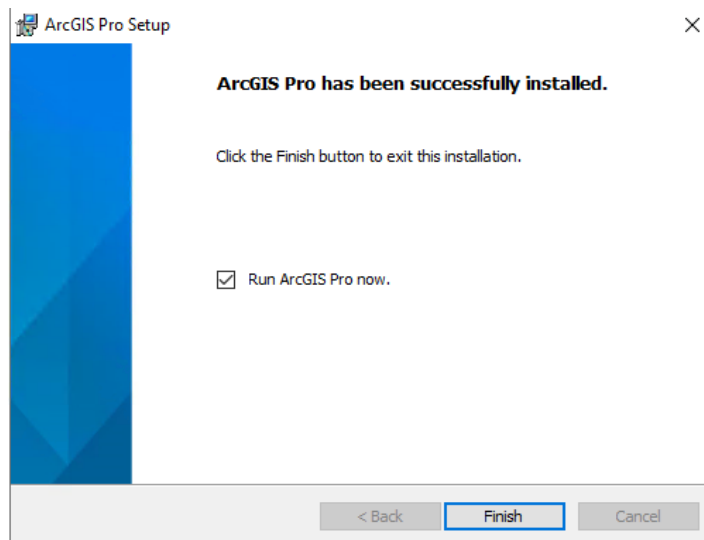 ArcGIS Pro Setup
ArcGIS Pro has been successfully installed.
Click the Finish button to exit this installation.
Run ArcGIS Pro now.
< Back Finish Cancel